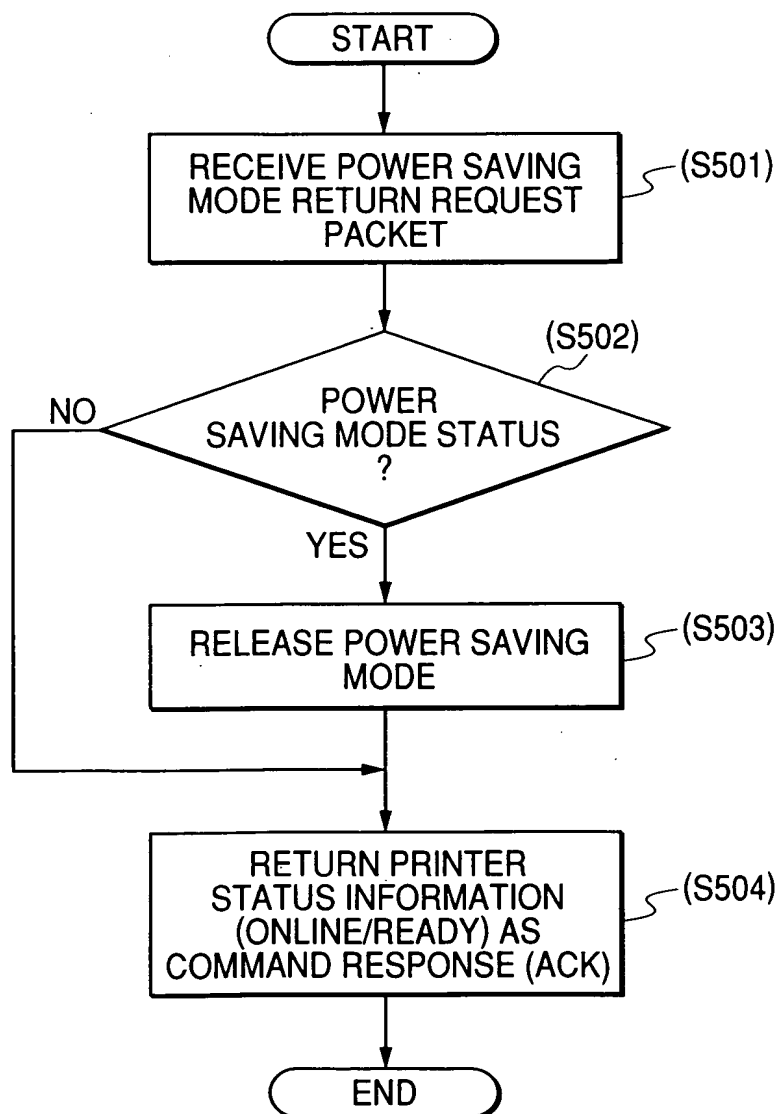 START
RECEIVE POWER SAVING
MODE RETURN REQUEST
PACKET
(S501)
(S502)
POWER
SAVING MODE STATUS
?
NO
YES
RELEASE POWER SAVING
MODE
(S503)
RETURN PRINTER
STATUS INFORMATION
(ONLINE/READY) AS
COMMAND RESPONSE (ACK)
(S504)
END